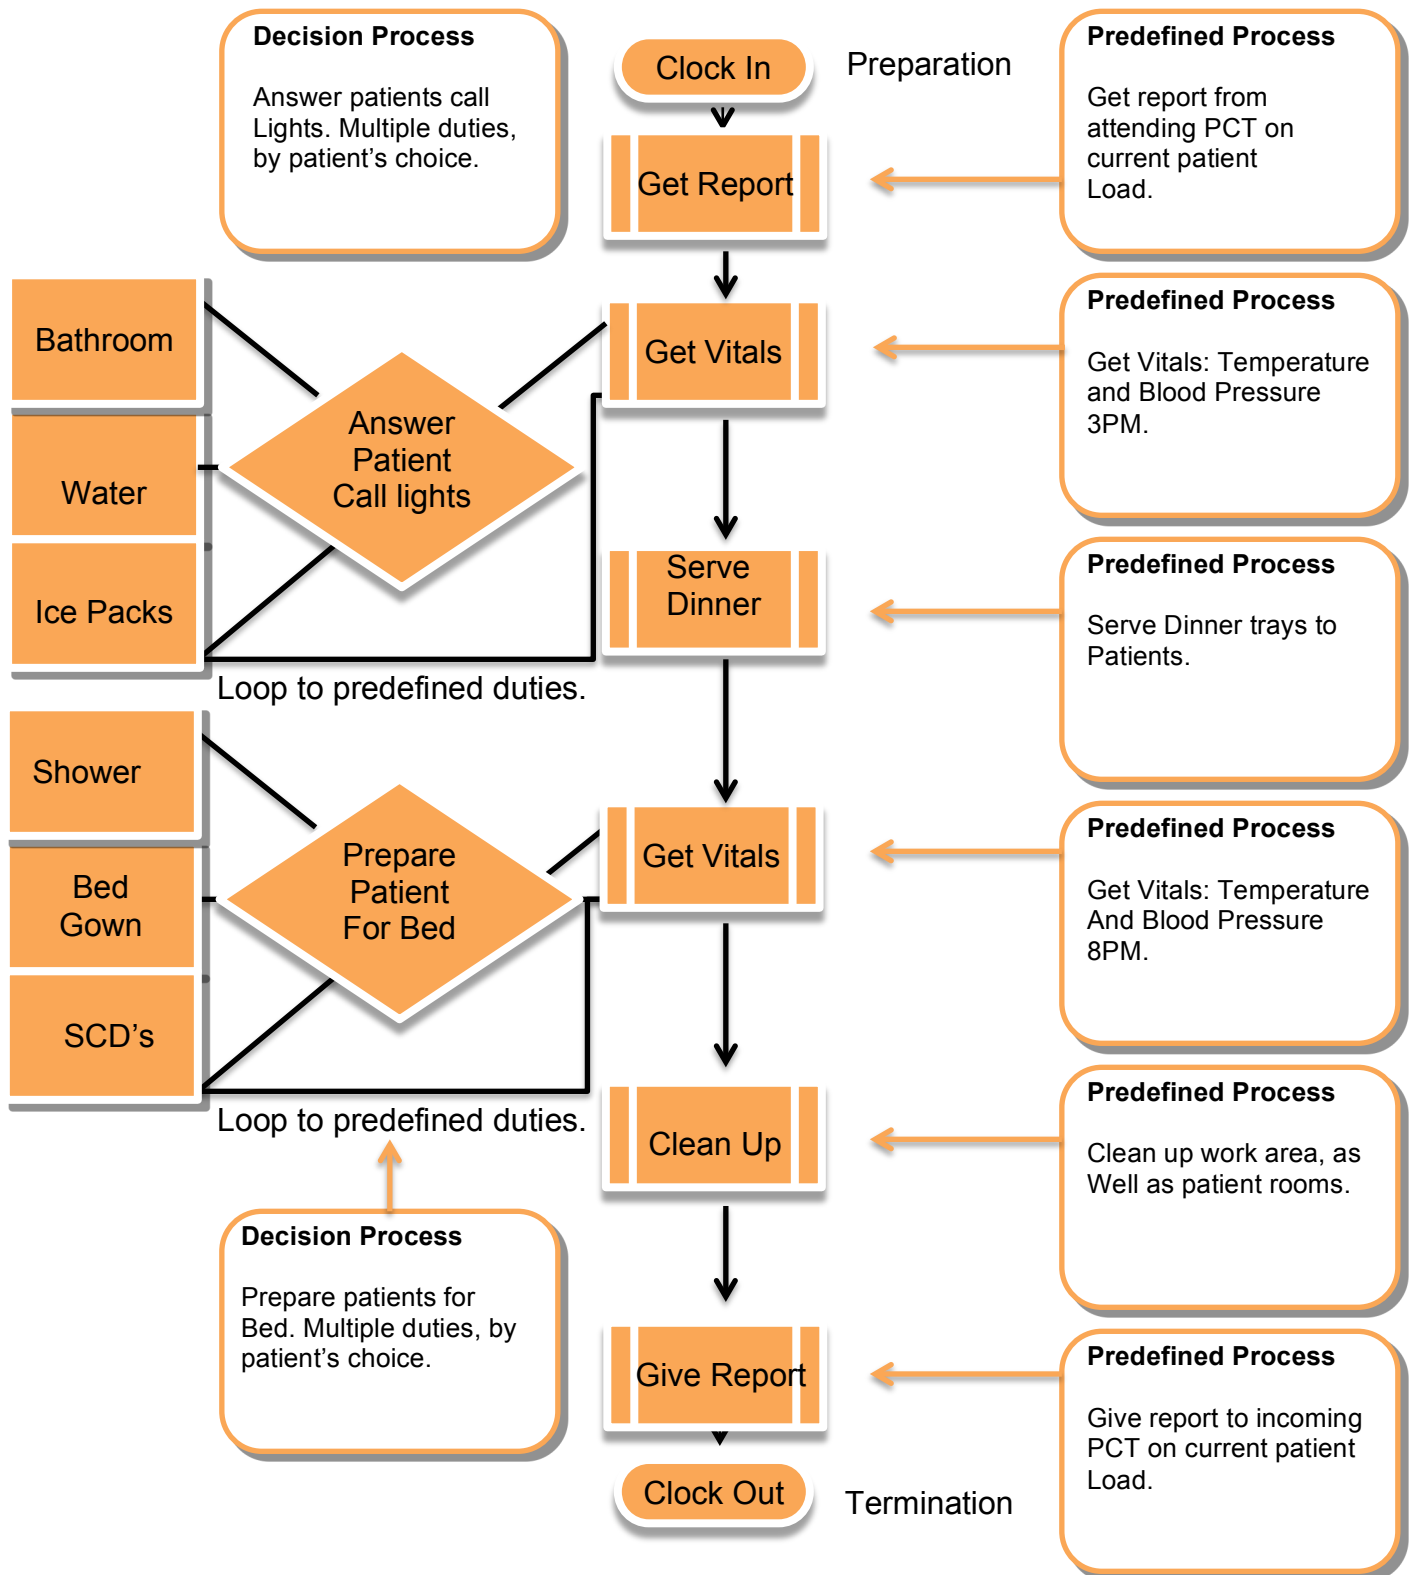 Decision Process
Answer patients call
Lights. Multiple duties,
by patient’s choice.
Clock In
Preparation
Predefined Process
Get report from
attending PCT on
current patient
Load.
Get Report
Bathroom
Water
Ice Packs
Answer
Patient
Call lights
Get Vitals
Predefined Process
Get Vitals: Temperature
and Blood Pressure
3PM.
Loop to predefined duties.
Serve
Dinner
Predefined Process
Serve Dinner trays to
Patients.
Shower
Bed
Gown
SCD’s
Prepare
Patient
For Bed
Get Vitals
Predefined Process
Get Vitals: Temperature
And Blood Pressure
8PM.
Loop to predefined duties.
Clean Up
Predefined Process
Clean up work area, as
Well as patient rooms.
Decision Process
Prepare patients for
Bed. Multiple duties, by
patient’s choice.
Give Report
Predefined Process
Give report to incoming
PCT on current patient
Load.
Clock Out
Termination